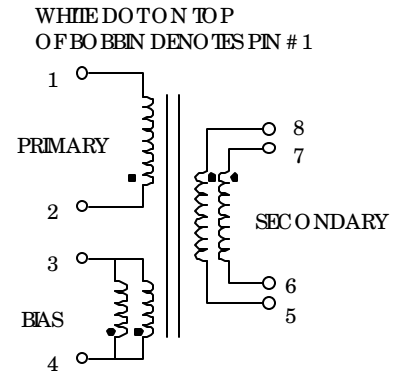 WHITE DOT ON TOP
OF BOBBIN DENOTES PIN # 1
1
8
7
PRIMARY
2
SECONDARY
3
6
5
BIAS
4